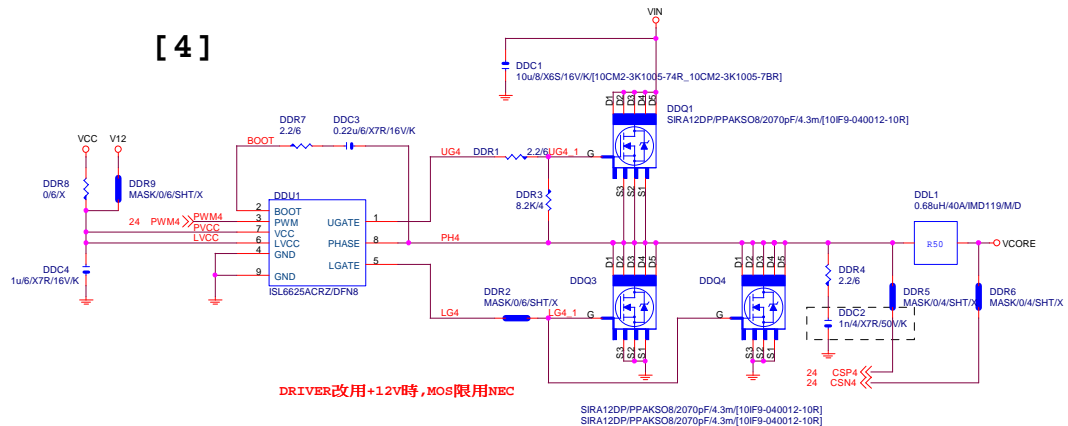 [4]
VIN
DDC1
10u/8/X6S/16V/K/[10CM2-3K1005-74R_10CM2-3K1005-7BR]
D1 D2 D3 D4 D5
DDQ1
SIRA12DP/PPAKSO8/2070pF/4.3m/[10IF9-040012-10R]
DDR7
2.2/6
DDC3
0.22u/6/X7R/16V/K
BOOT
VCC
V12
UG4
DDR1
2.2/6
UG4_1
G
S3 S2 S1
DDR8
0/6/X
DDR9
MASK/0/6/SHT/X
DDR3
8.2K/4
DDU1
2 BOOT
3 PWM
7 VCC
6 LVCC
4 GND
9 GND
UGATE 1
PHASE 8
LGATE 5
ISL6625ACRZ/DFN8
24 PWM4
PWM4
PVCC
LVCC
PH4
DDL1
0.68uH/40A/IMD119/M/D
R50
VCORE
DDC4
1u/6/X7R/16V/K
D1 D2 D3 D4 D5
D1 D2 D3 D4 D5
DDQ3
DDQ4
DDR4
2.2/6
DDR5
MASK/0/4/SHT/X
DDR6
MASK/0/4/SHT/X
DDR2
MASK/0/6/SHT/X
LG4
LG4_1
G
G
DDC2
1n/4/X7R/50V/K
S3 S2 S1
S3 S2 S1
24 CSP4
24 CSN4
DRIVER改用+12V時,MOS限用NEC
SIRA12DP/PPAKSO8/2070pF/4.3m/[10IF9-040012-10R]
SIRA12DP/PPAKSO8/2070pF/4.3m/[10IF9-040012-10R]